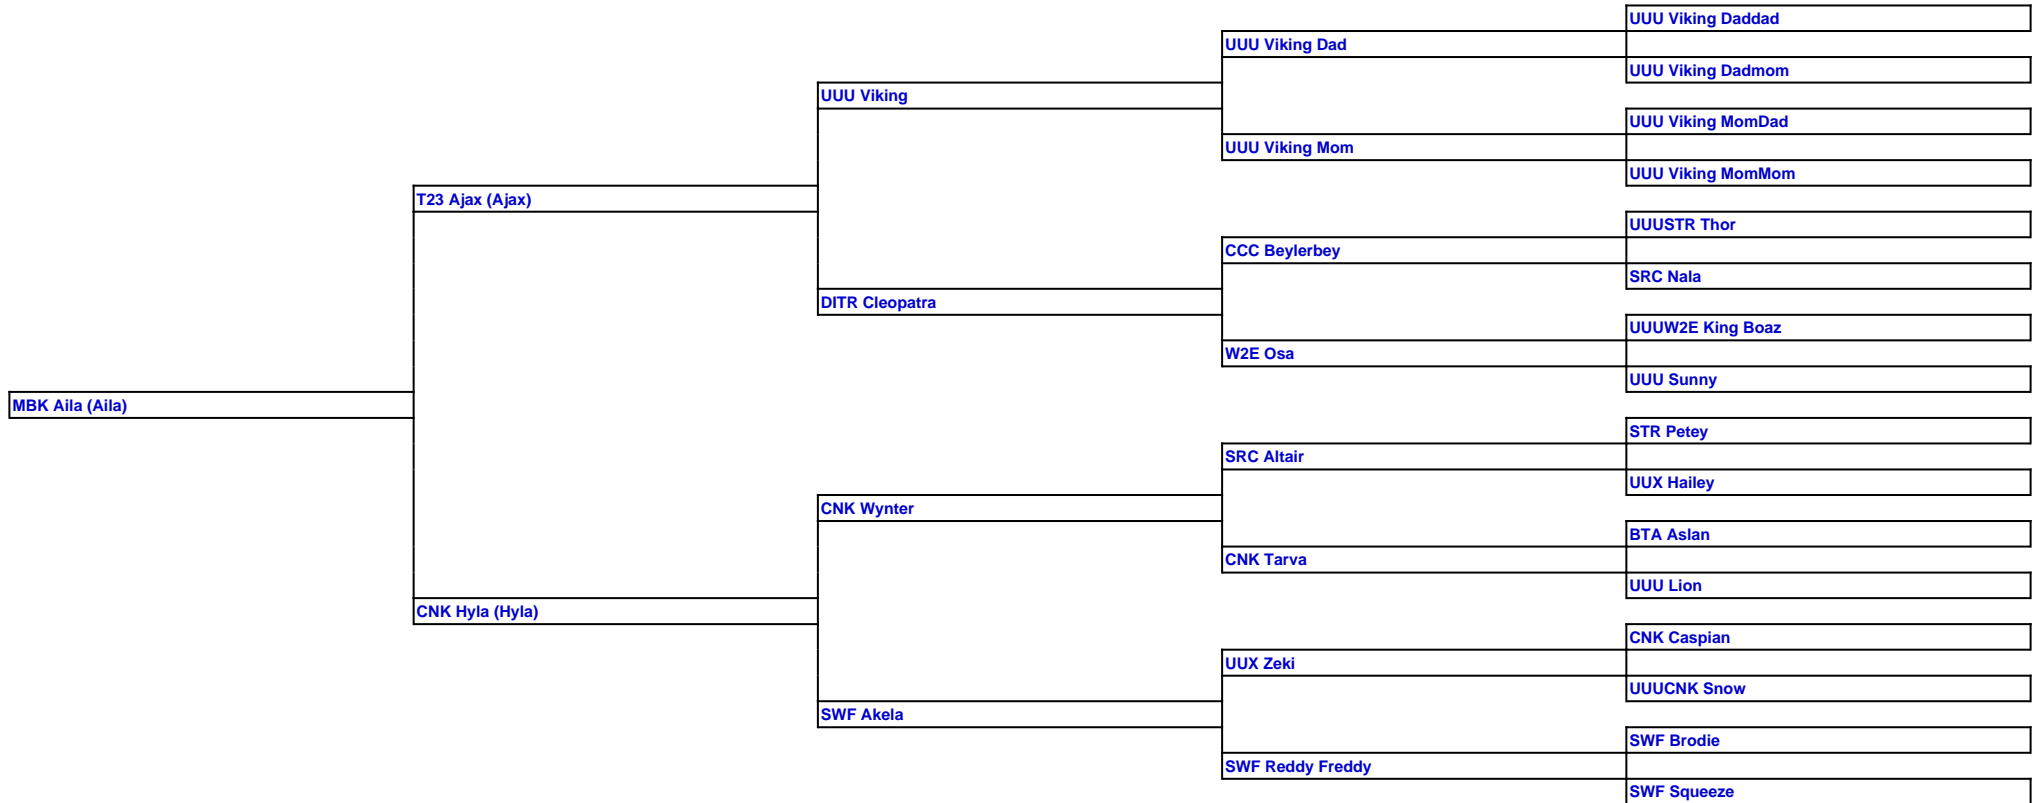 UUU Viking Daddad
UUU Viking Dad
UUU Viking Dadmom
UUU Viking
UUU Viking MomDad
UUU Viking Mom
UUU Viking MomMom
T23 Ajax (Ajax)
UUUSTR Thor
CCC Beylerbey
SRC Nala
DITR Cleopatra
UUUW2E King Boaz
W2E Osa
UUU Sunny
MBK Aila (Aila)
STR Petey
SRC Altair
UUX Hailey
CNK Wynter
BTA Aslan
CNK Tarva
UUU Lion
CNK Hyla (Hyla)
CNK Caspian
UUX Zeki
UUUCNK Snow
SWF Akela
SWF Brodie
SWF Reddy Freddy
SWF Squeeze